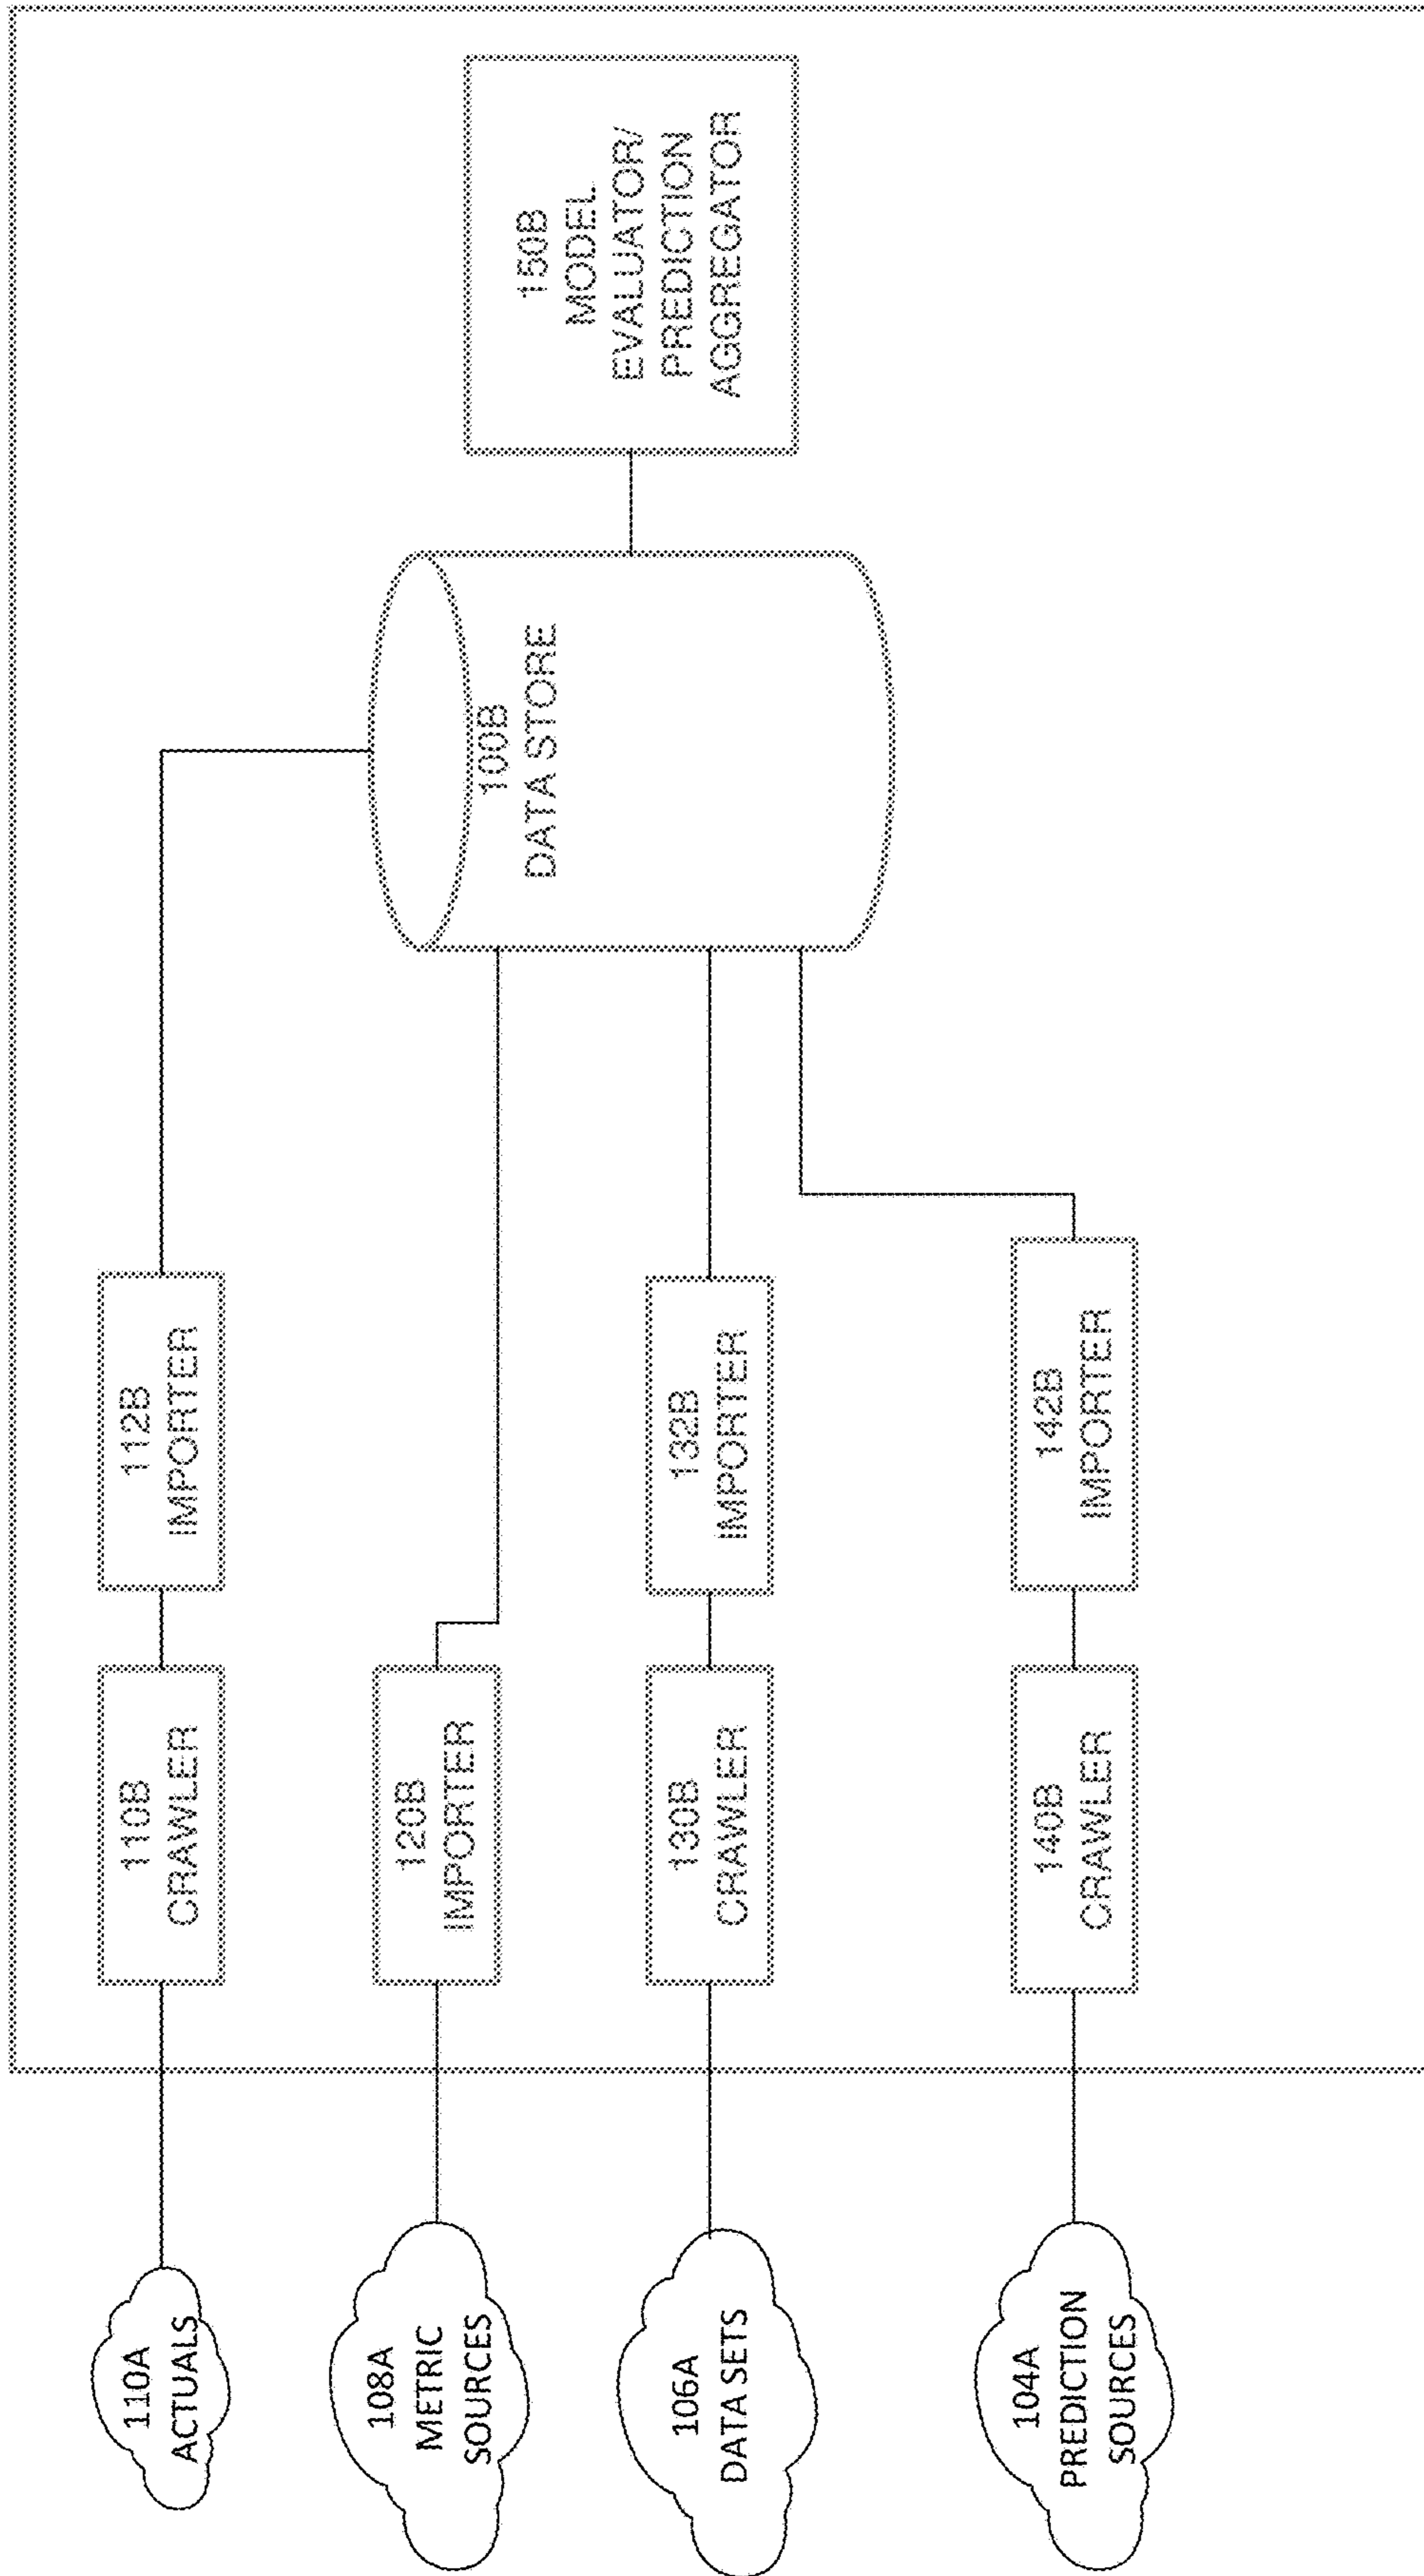 110A
ACTUALS
110B
CRAWLER
112B
IMPORTER
108A
METRIC
SOURCES
120B
IMPORTER
100B
DATA STORE
150B
MODEL
EVALUATOR/
PREDICTION
AGGREGATOR
106A
DATA SETS
130B
CRAWLER
132B
IMPORTER
104A
PREDICTION
SOURCES
140B
CRAWLER
142B
IMPORTER